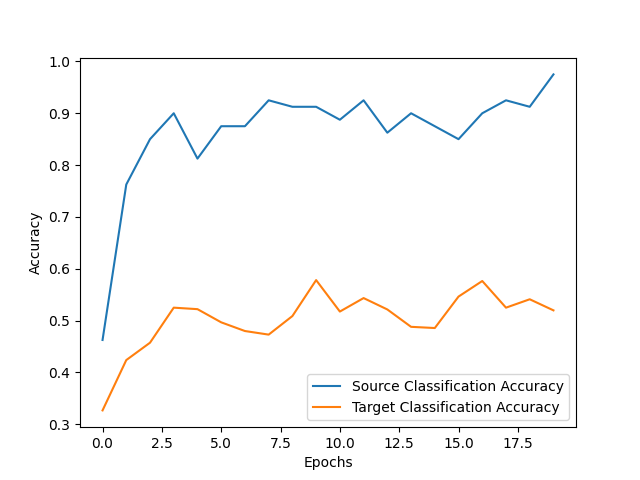 1.0
0.9
0.8
0.7
0.6
0.5
0.4
0.3
Accuracy
Source Classification Accuracy
Target Classification Accuracy
0.0 2.5 5.0 7.5 10.0 12.5 15.0 17.5
Epochs